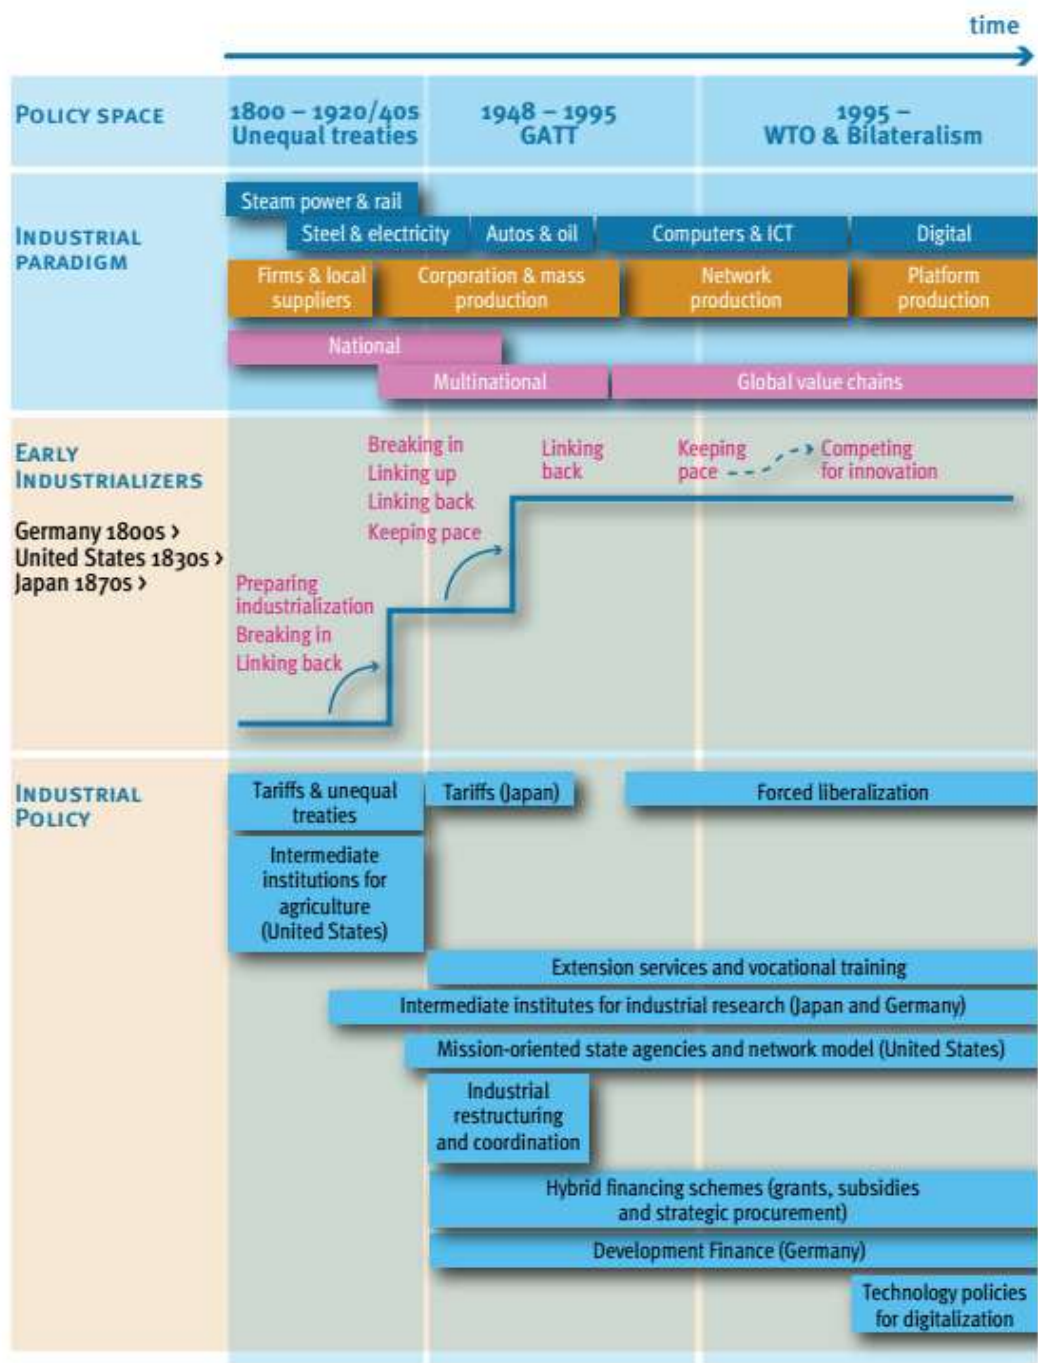 time
POLICY SPACE
1800 – 1920/40s
Unequal treaties
1948 – 1995
GATT
1995 –
WTO & Bilateralism
INDUSTRIAL
PARADIGM
Steam power & rail
Steel & electricity
Autos & oil
Computers & ICT
Digital
Firms & local
suppliers
Corporation & mass
production
Network
production
Platform
production
National
Multinational
Global value chains
EARLY
INDUSTRIALIZERS
Germany 1800s >
United States 1830s >
Japan 1870s >
Preparing
industrialization
Breaking in
Linking back
Breaking in
Linking up
Linking back
Keeping pace
Linking
back
Keeping
pace
Competing
for innovation
INDUSTRIAL
POLICY
Tariffs & unequal
treaties
Tariffs (Japan)
Forced liberalization
Intermediate
institutions for
agriculture
(United States)
Extension services and vocational training
Intermediate institutes for industrial research (Japan and Germany)
Mission-oriented state agencies and network model (United States)
Industrial
restructuring
and coordination
Hybrid financing schemes (grants, subsidies
and strategic procurement)
Development Finance (Germany)
Technology policies
for digitalization